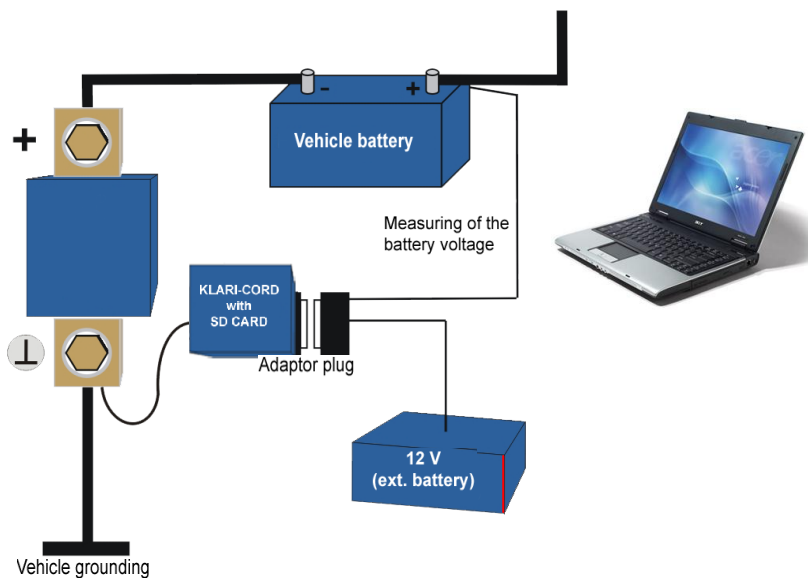 - +
Vehicle battery
+
Measuring of the
battery voltage
KLARI-CORD
with
SD CARD
Adaptor plug
12 V
(ext. battery)
Vehicle grounding
acer